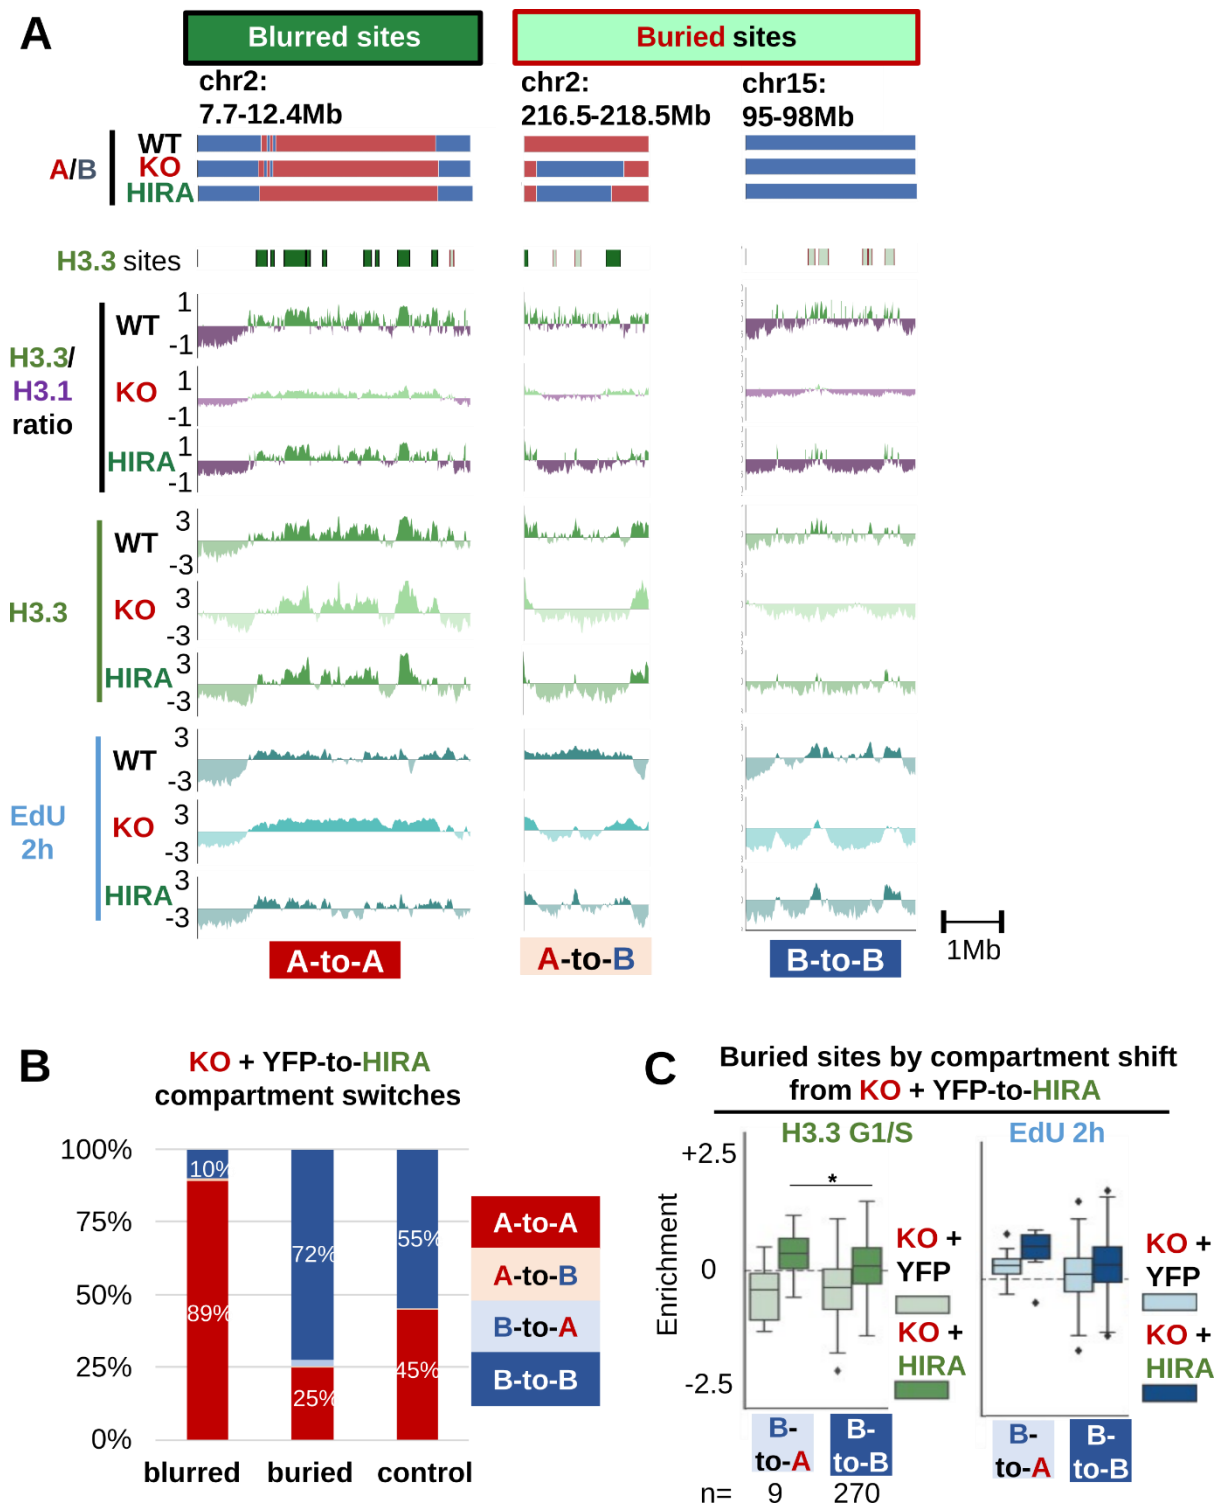 A
Blurred sites
Buried sites
chr2:
7.7-12.4Mb
chr2:
216.5-218.5Mb
chr15:
95-98Mb
A/B
WT
KO
HIRA
H3.3 sites
H3.3/
H3.1
ratio
WT
1
-1
KO
1
-1
HIRA
1
-1
H3.3
WT
3
-3
KO
3
-3
HIRA
3
-3
EdU
2h
WT
3
-3
KO
3
-3
HIRA
3
-3
A-to-A
A-to-B
B-to-B
1Mb
B
KO + YFP-to-HIRA
compartment switches
100%
75%
50%
25%
0%
10%
89%
72%
25%
55%
45%
blurred
buried
control
A-to-A
A-to-B
B-to-A
B-to-B
C
Buried sites by compartment shift
from KO + YFP-to-HIRA
H3.3 G1/S
EdU 2h
Enrichment
+2.5
0
-2.5
*
KO +
YFP
KO +
HIRA
KO +
YFP
KO +
HIRA
B-
to-A
B-
to-B
B-
to-A
B-
to-B
n=
9
270